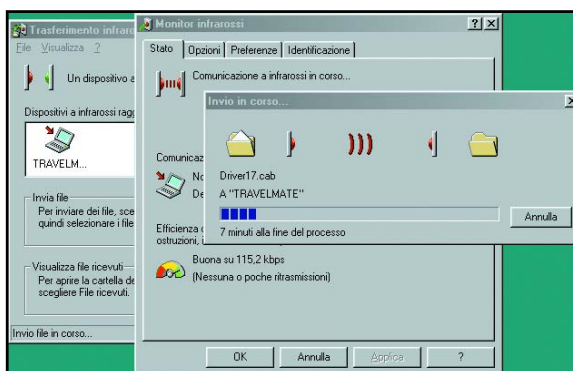 Trasferimento infrar
File Visualizza ?
Un dispositivo a
Dispositivi a infrarossi rag
TRAVELM...
Invia file
Per inviare dei file, sce
quindi selezionare i file
Visualizza file ricevuti
Per aprire la cartella de
scegliere File ricevuti.
Invio file in corso...
Monitor infrarossi
Stato Opzioni Preferenze Identificazione
Comunicazione a infrarossi in corso...
Comunicaz
No
De
Efficienza
ostruzioni,
Buona su 115,2 kbps
(Nessuna o poche ritrasmissioni)
OK Annulla Applica ?
Invio in corso...
Driver17.cab
A "TRAVELMATE"
Annulla
7 minuti alla fine del processo